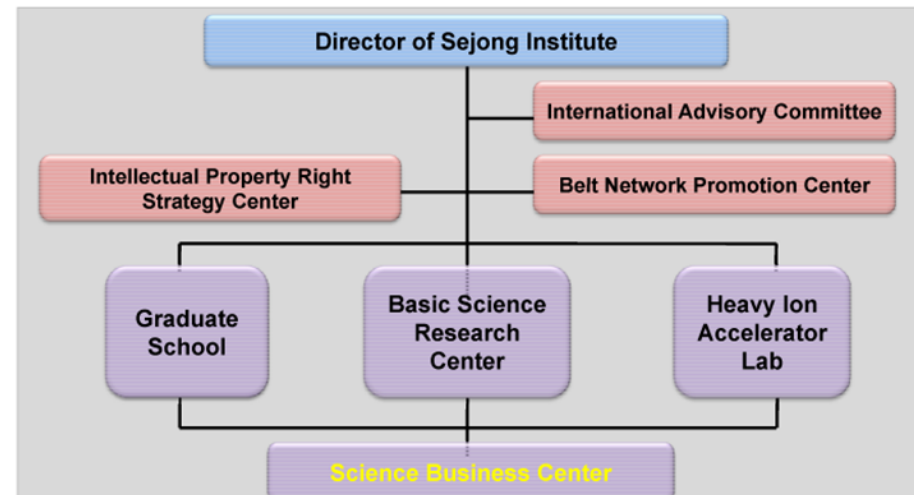 Director of Sejong Institute
International Advisory Committee
Intellectual Property Right
Strategy Center
Belt Network Promotion Center
Graduate
School
Basic Science
Research
Center
Heavy Ion
Accelerator
Lab
Science Business Center